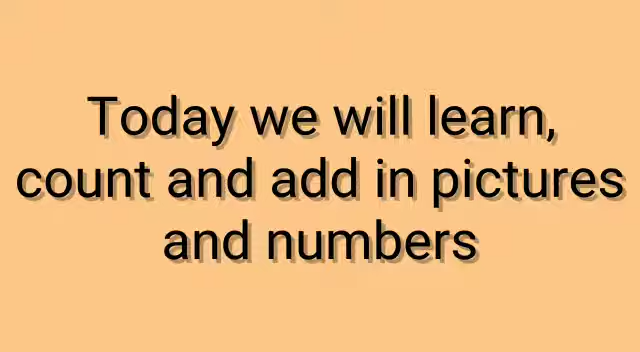 Today we will learn,
count and add in pictures
and numbers